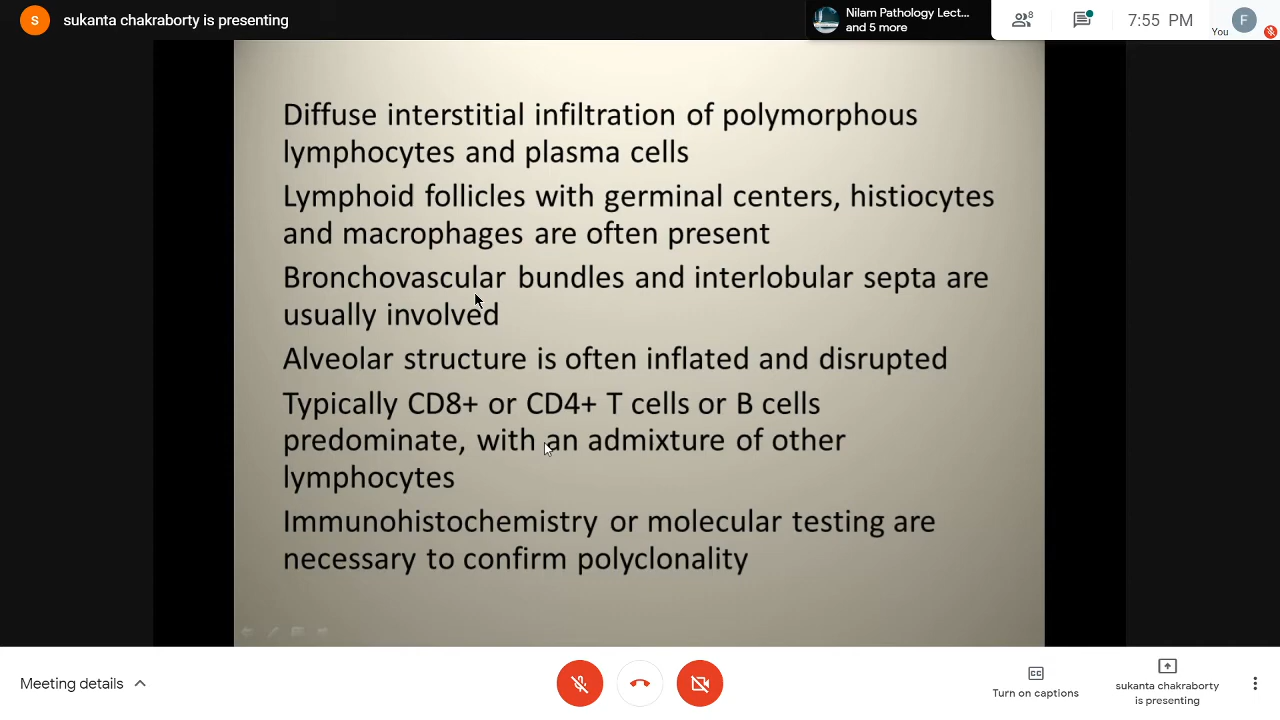 S
sukanta chakraborty is presenting
Nilam Pathology Lect...
and 5 more
8
7:55 PM
F
You
Diffuse interstitial infiltration of polymorphous
lymphocytes and plasma cells
Lymphoid follicles with germinal centers, histiocytes
and macrophages are often present
Bronchovascular bundles and interlobular septa are
usually involved
Alveolar structure is often inflated and disrupted
Typically CD8+ or CD4+ T cells or B cells
predominate, with an admixture of other
lymphocytes
Immunohistochemistry or molecular testing are
necessary to confirm polyclonality
Meeting details
CC
Turn on captions
sukanta chakraborty
is presenting